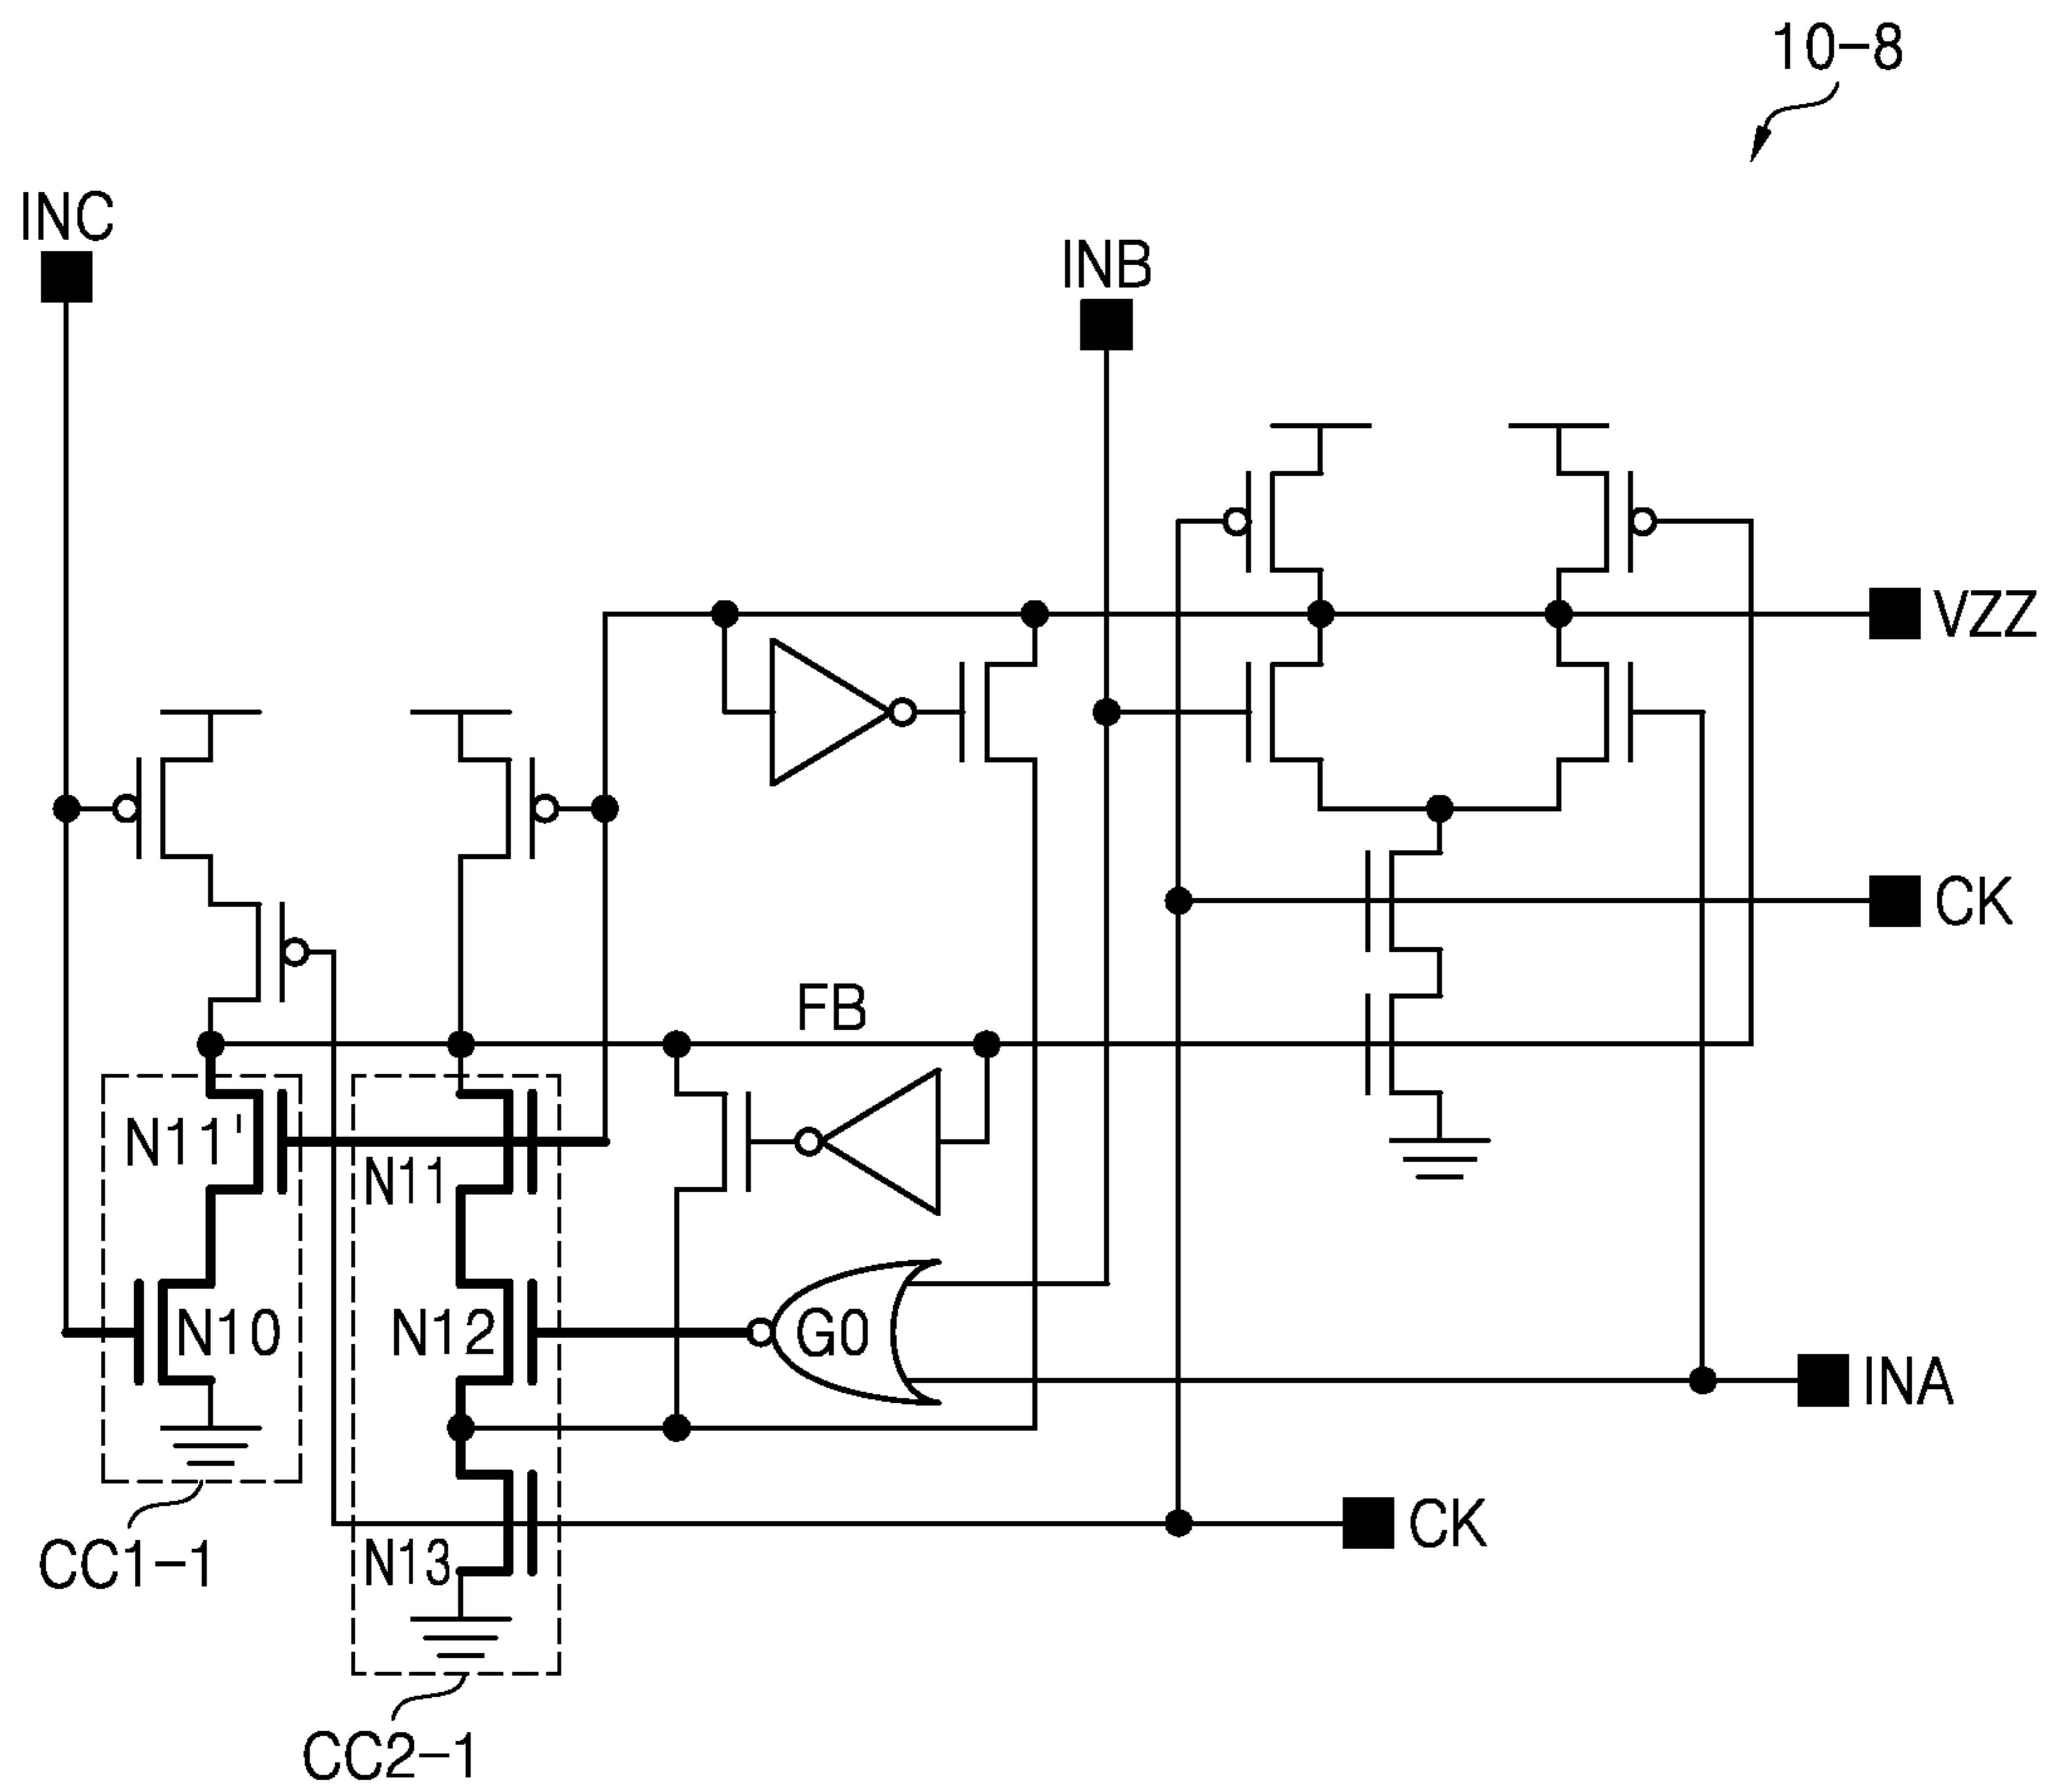 10-8
INC
INB
VZZ
CK
FB
N11'
N11
N10
N12
G0
INA
CK
N13
CC1-1
CC2-1